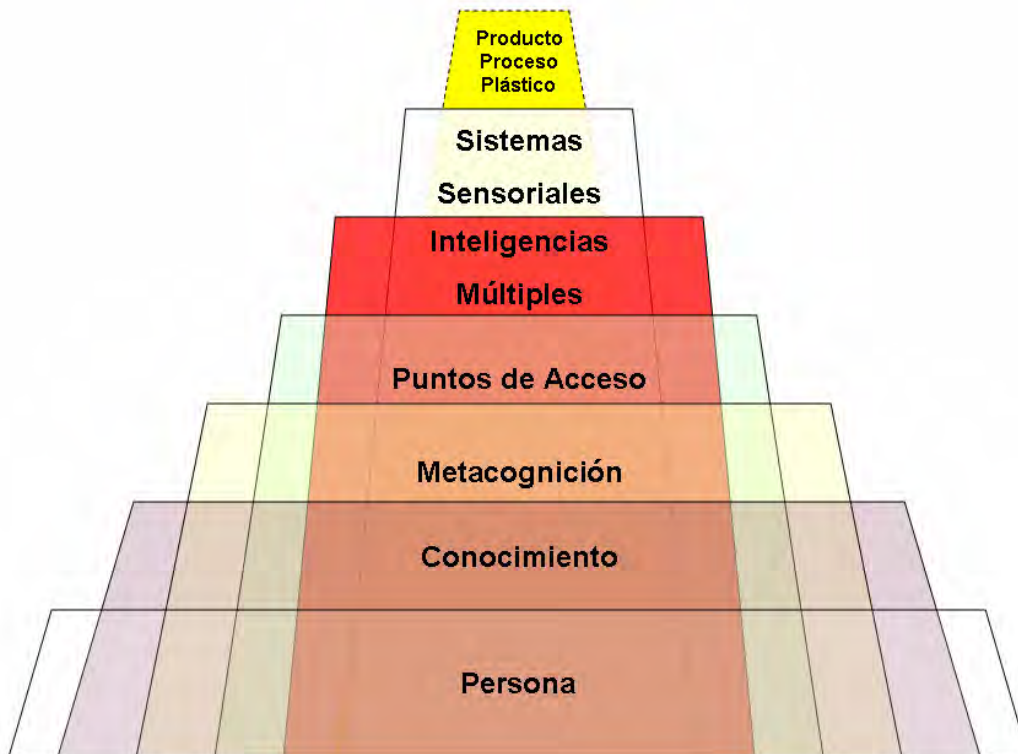 Producto
Proceso
Plástico
Sistemas
Sensoriales
Inteligencias
Múltiples
Puntos de Acceso
Metacognición
Conocimiento
Persona